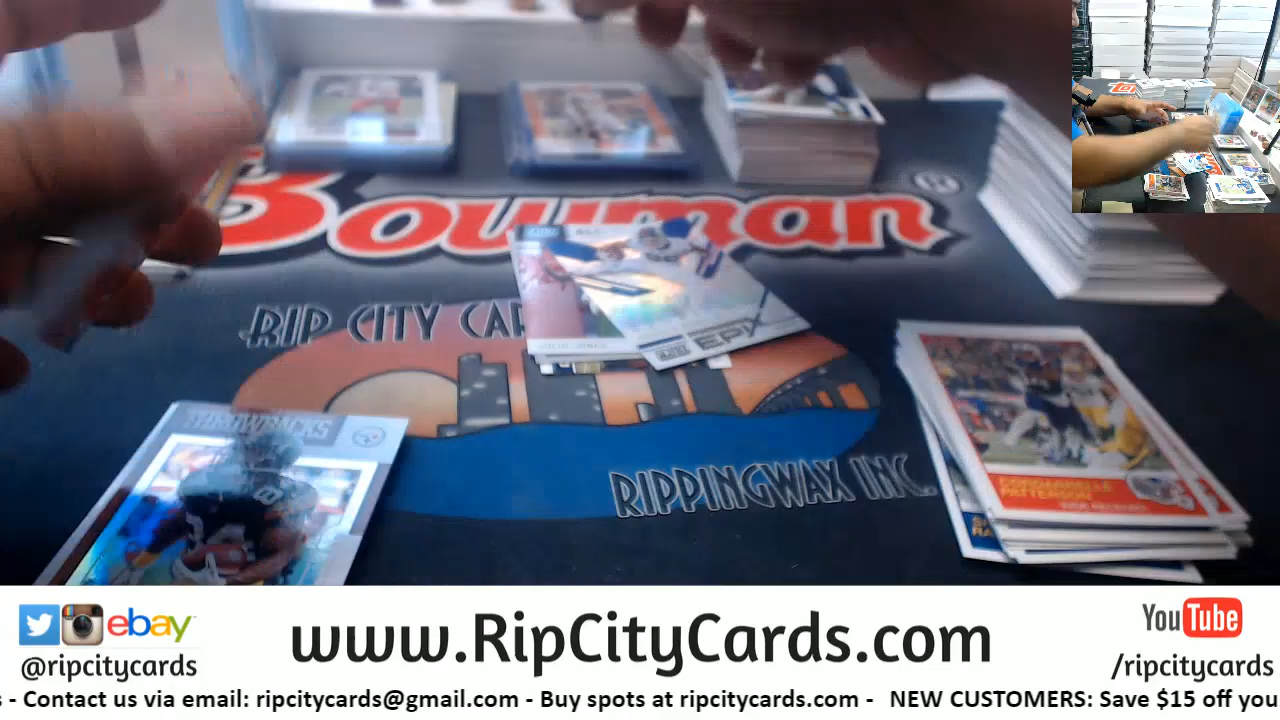 Bowman®
RIP CITY CAR
RIPPINGWAX INC.
THROWBACKS
EPIX
CORDARRELLE
PATTERSON
ebay
@ripcitycards
www.RipCityCards.com
YouTube
/ripcitycards
s - Contact us via email: ripcitycards@gmail.com - Buy spots at ripcitycards.com - NEW CUSTOMERS: Save $15 off you